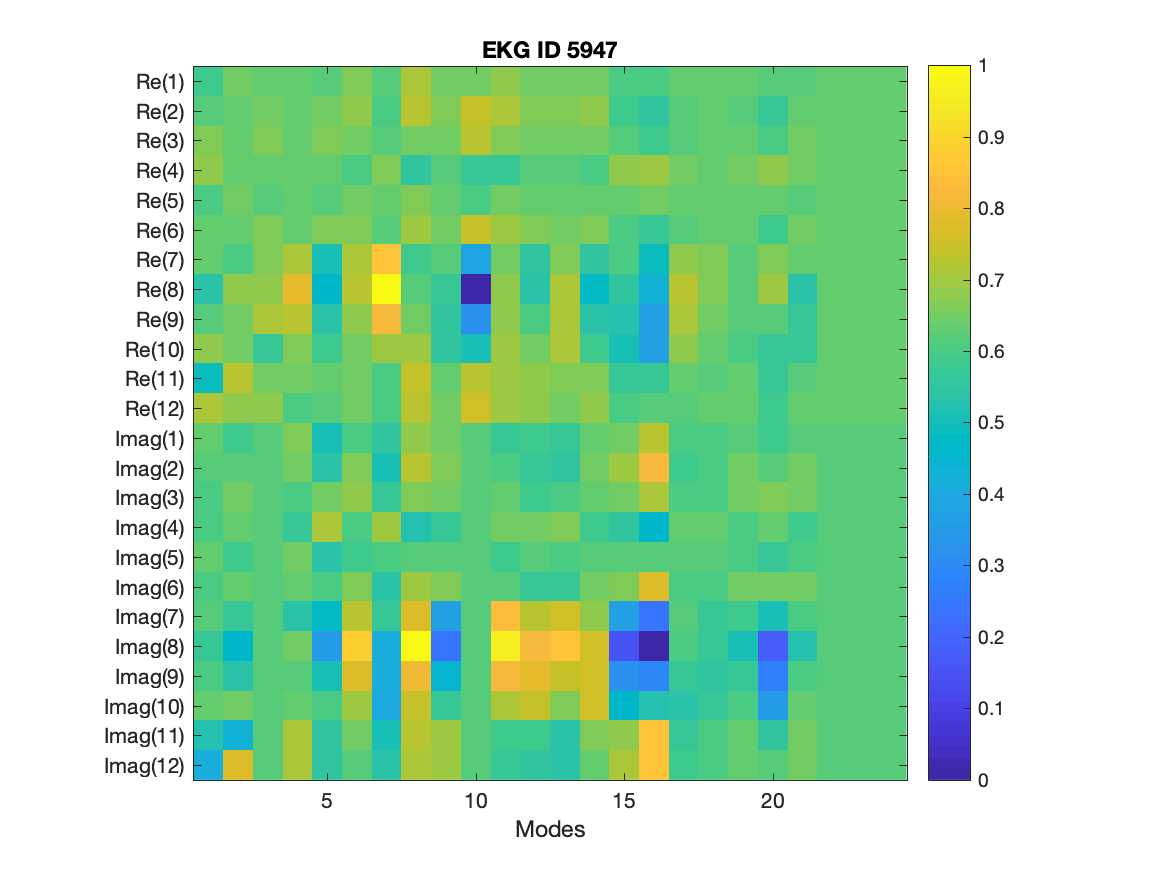 EKG ID 5947
Re(1)
Re(2)
Re(3)
Re(4)
Re(5)
Re(6)
Re(7)
Re(8)
Re(9)
Re(10)
Re(11)
Re(12)
Imag(1)
Imag(2)
Imag(3)
Imag(4)
Imag(5)
Imag(6)
Imag(7)
Imag(8)
Imag(9)
Imag(10)
Imag(11)
Imag(12)
5 10 15 20
Modes
1
0.9
0.8
0.7
0.6
0.5
0.4
0.3
0.2
0.1
0